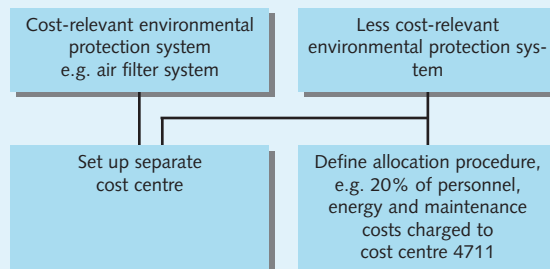 Cost-relevant environmental
protection system
e.g. air filter system
Less cost-relevant
environmental protection sys-
tem
Set up separate
cost centre
Define allocation procedure,
e.g. 20% of personnel,
energy and maintenance
costs charged to
cost centre 4711